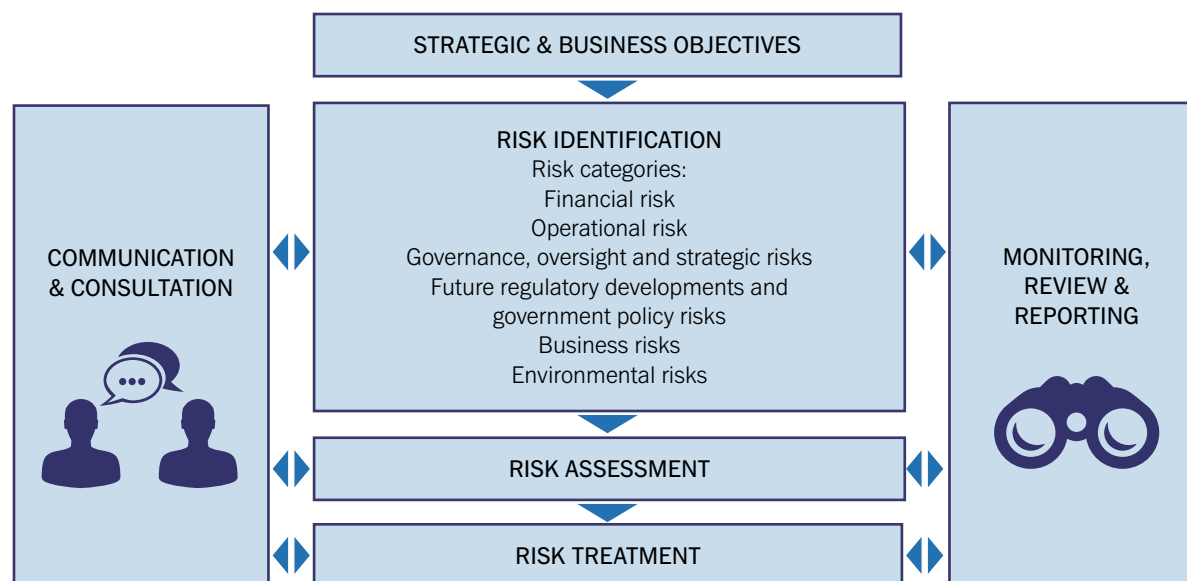 STRATEGIC & BUSINESS OBJECTIVES
COMMUNICATION
& CONSULTATION
RISK IDENTIFICATION
Risk categories:
Financial risk
Operational risk
Governance, oversight and strategic risks
Future regulatory developments and
government policy risks
Business risks
Environmental risks
MONITORING,
REVIEW &
REPORTING
RISK ASSESSMENT
RISK TREATMENT